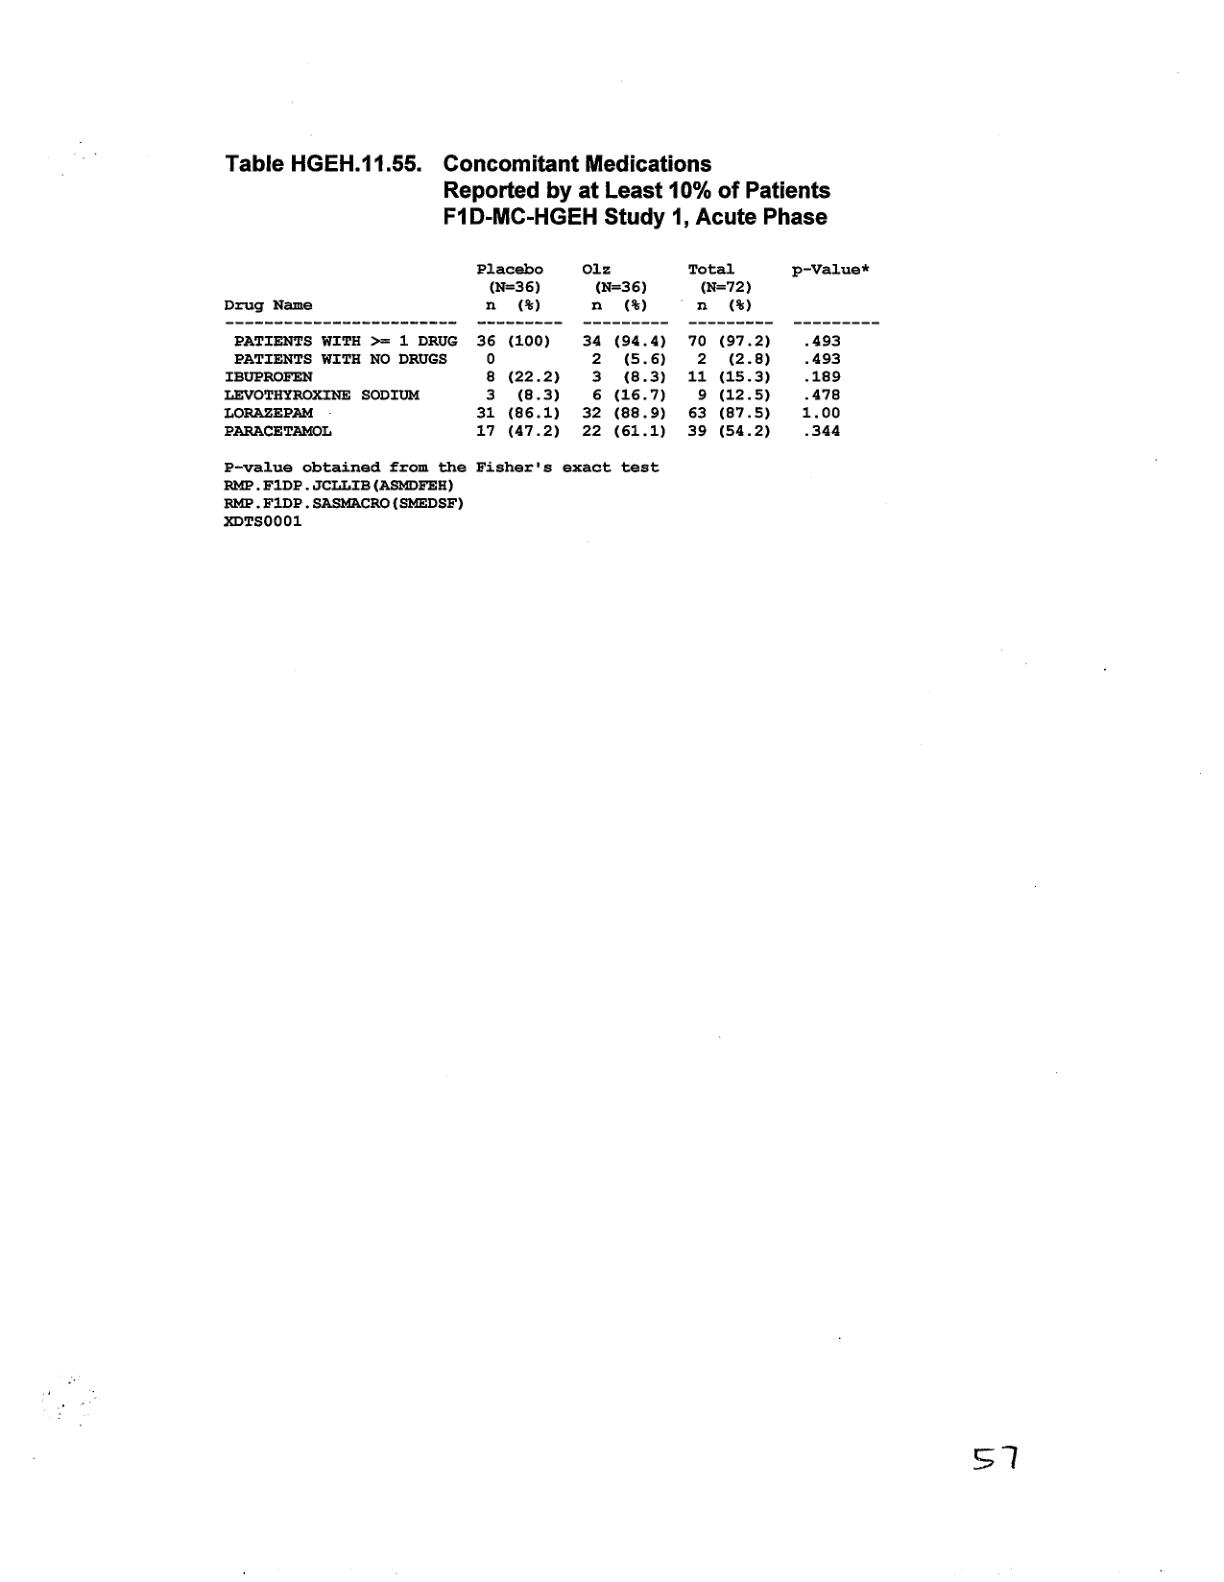 Table HGEH.11.55. Concomitant Medications
Reported by at Least 10% of Patients
F1D-MC-HGEH Study 1, Acute Phase
Placebo Olz Total p-Value*
(N=36) (N=36) (N=72)
Drug Name n (%) n (%) n (%)
------------------------ --------- --------- --------- ---------
PATIENTS WITH >= 1 DRUG 36 (100) 34 (94.4) 70 (97.2) .493
PATIENTS WITH NO DRUGS 0 2 (5.6) 2 (2.8) .493
IBUPROFEN 8 (22.2) 3 (8.3) 11 (15.3) .189
LEVOTHYROXINE SODIUM 3 (8.3) 6 (16.7) 9 (12.5) .478
LORAZEPAM 31 (86.1) 32 (88.9) 63 (87.5) 1.00
PARACETAMOL 17 (47.2) 22 (61.1) 39 (54.2) .344
P-value obtained from the Fisher's exact test
RMP.F1DP.JCLLIB(ASMDFEH)
RMP.F1DP.SASMACRO(SMEDSF)
XDTS0001
57